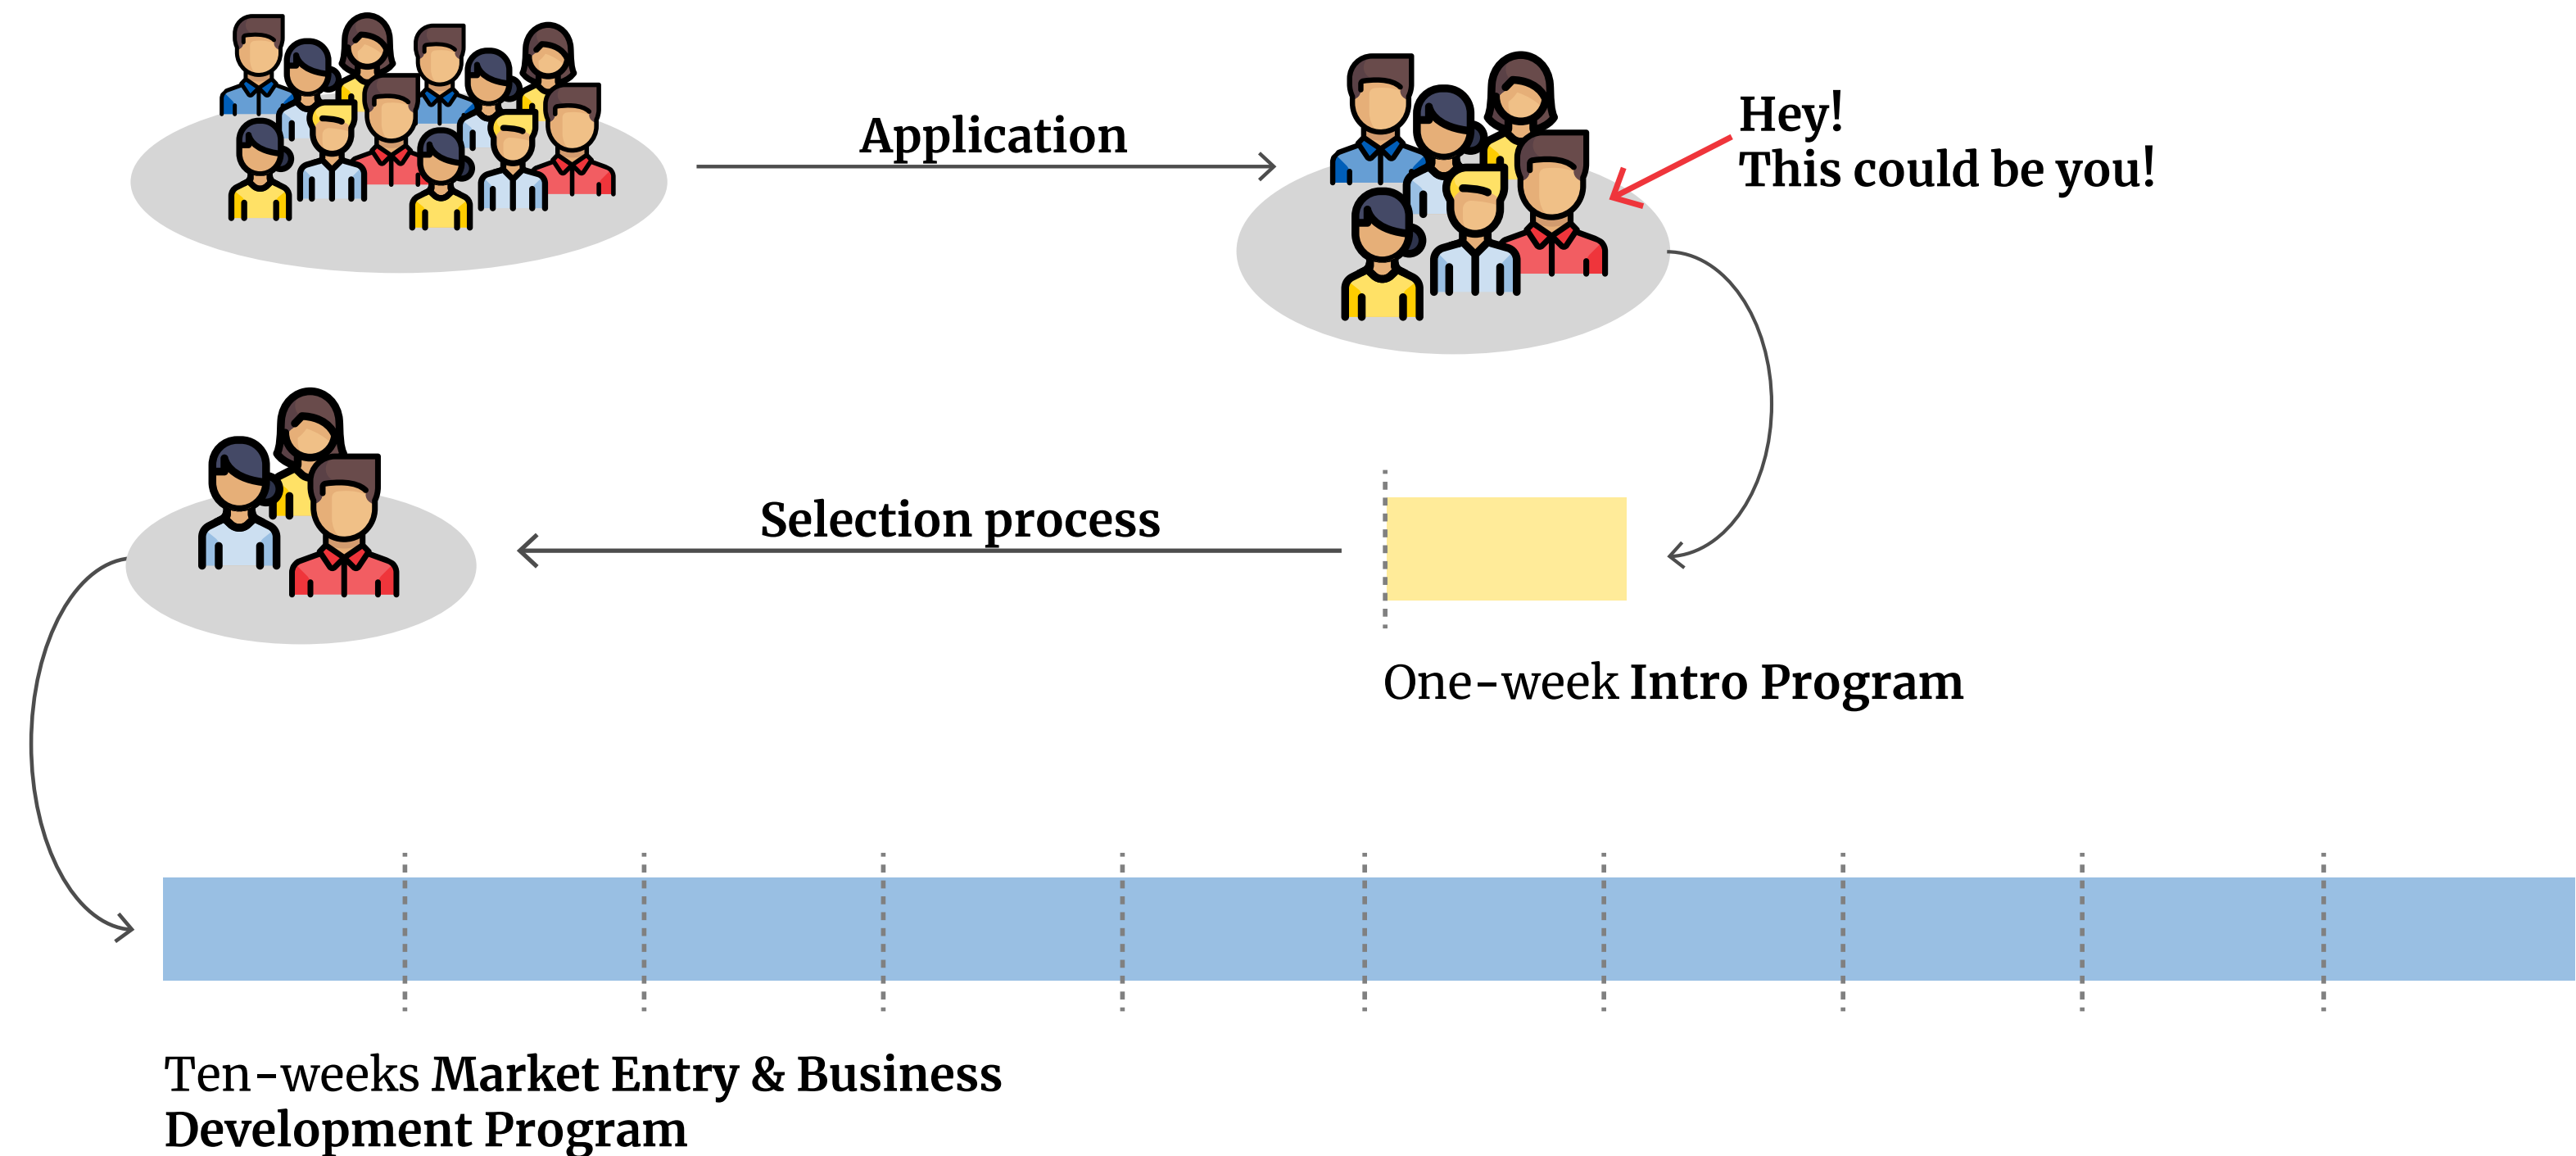 Application
Hey!
This could be you!
Selection process
One-week Intro Program
Ten-weeks Market Entry & Business
Development Program